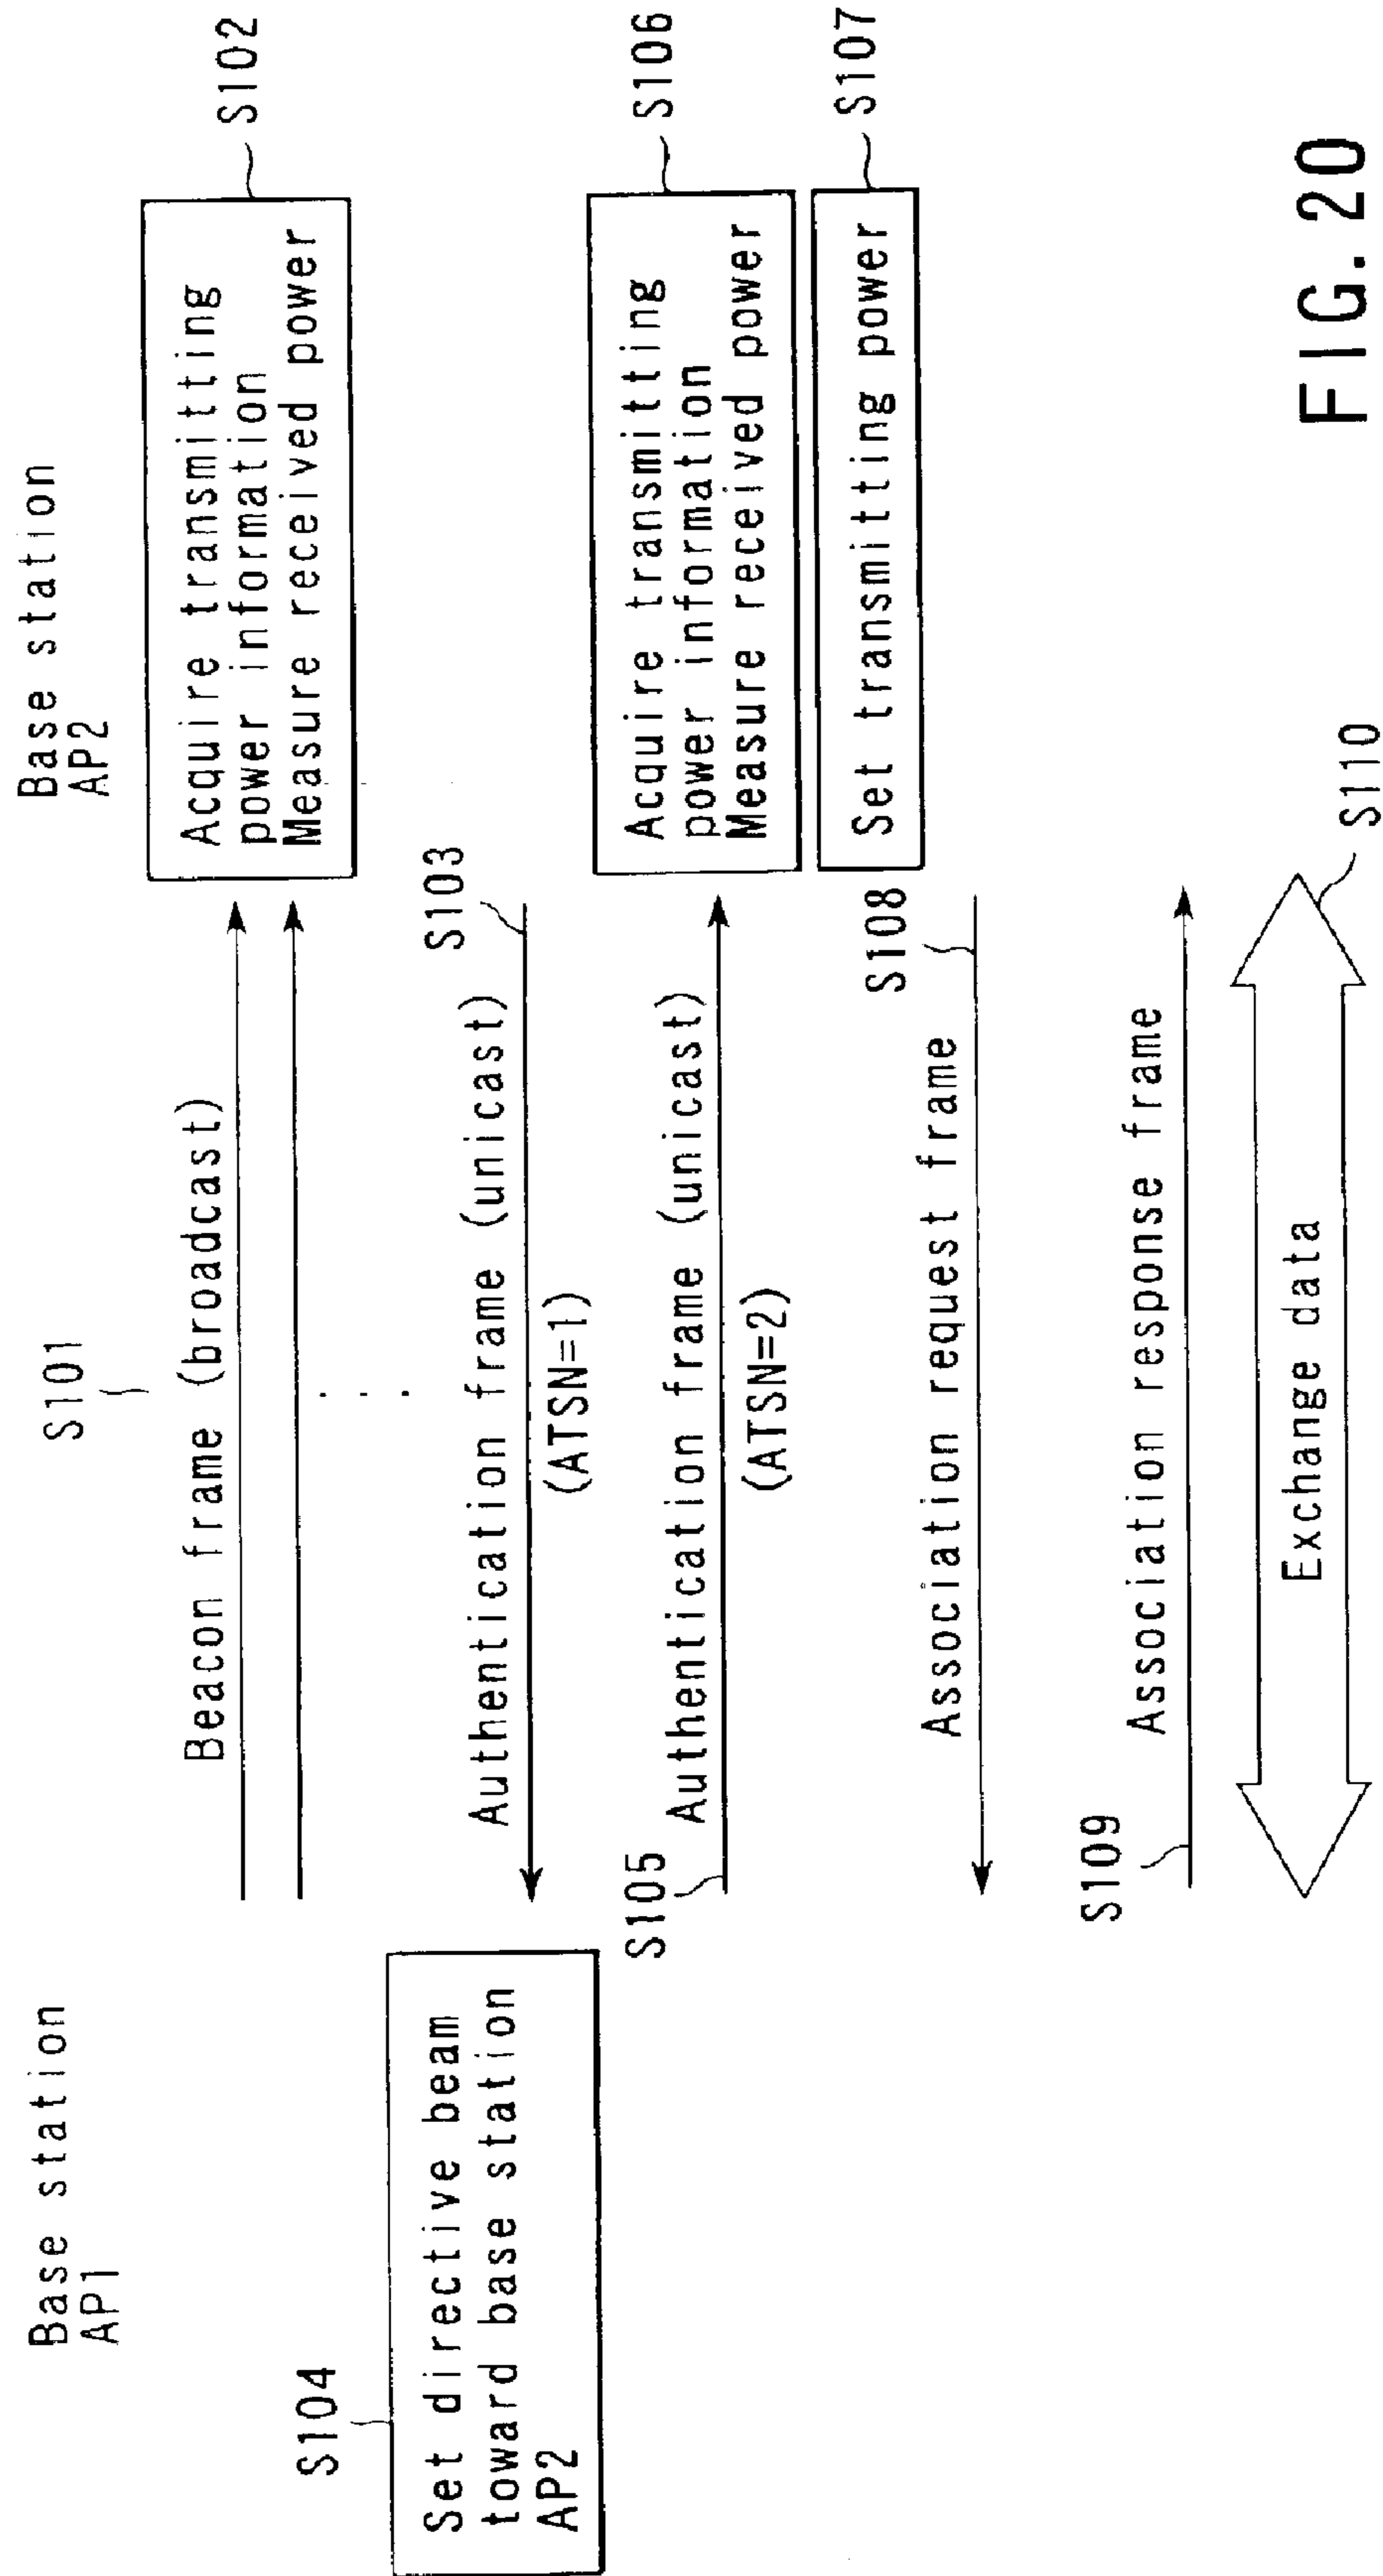 Base station
AP1
Base station
AP2
S101
Beacon frame (broadcast)
Acquire transmitting
power information
Measure received power
S102
S103
Authentication frame (unicast)
(ATSN=1)
S104
Set directive beam
toward base station
AP2
S105
Authentication frame (unicast)
(ATSN=2)
Acquire transmitting
power information
Measure received power
S106
Set transmitting power
S107
S108
Association request frame
S109
Association response frame
Exchange data
S110
FIG. 20